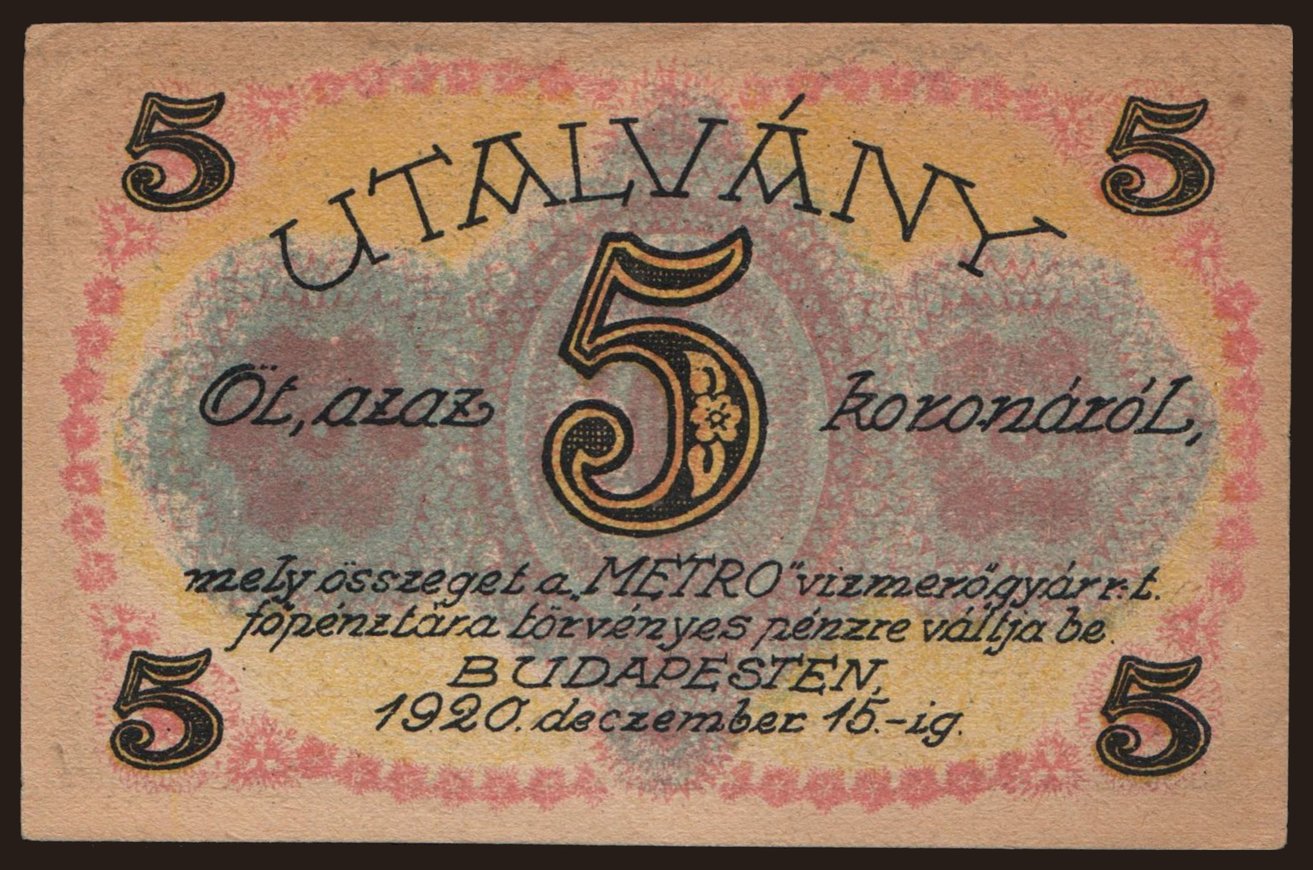 5 5
UTALVÁNY
Öt, azaz 5 koronáról,
mely összeget a „METRO" vizmerőgyár r.-t.
főpénztára törvényes pénzre váltja be.
BUDAPESTEN,
1920. deczember 15.-ig.
5 5